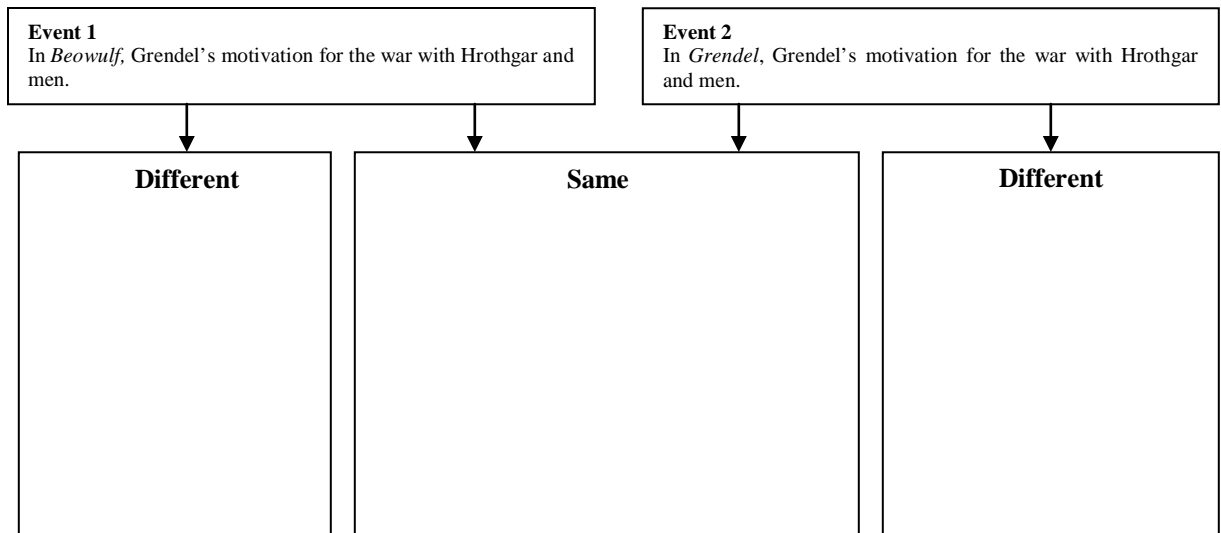 Event 1
In Beowulf, Grendel’s motivation for the war with Hrothgar and
men.
Event 2
In Grendel, Grendel’s motivation for the war with Hrothgar
and men.
Different
Same
Different